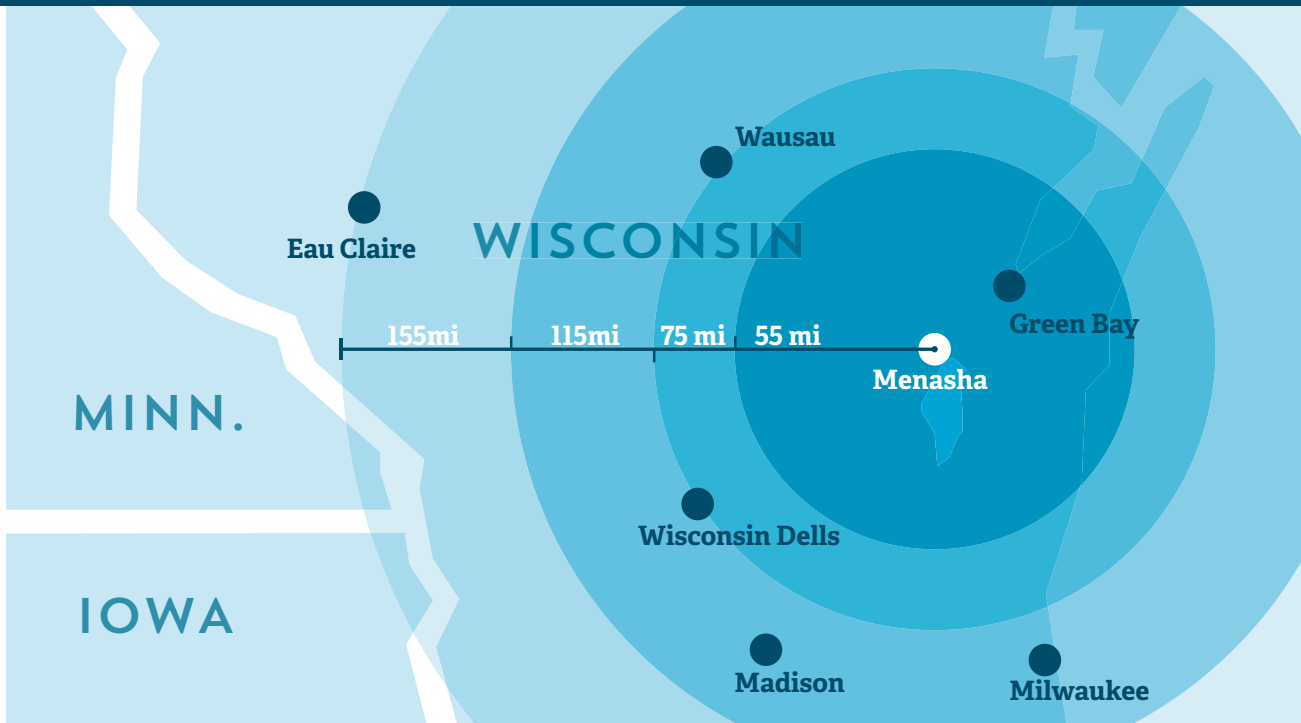 Wausau
WISCONSIN
Eau Claire
Green Bay
155mi
115mi
75 mi
55 mi
Menasha
MINN.
Wisconsin Dells
IOWA
Madison
Milwaukee